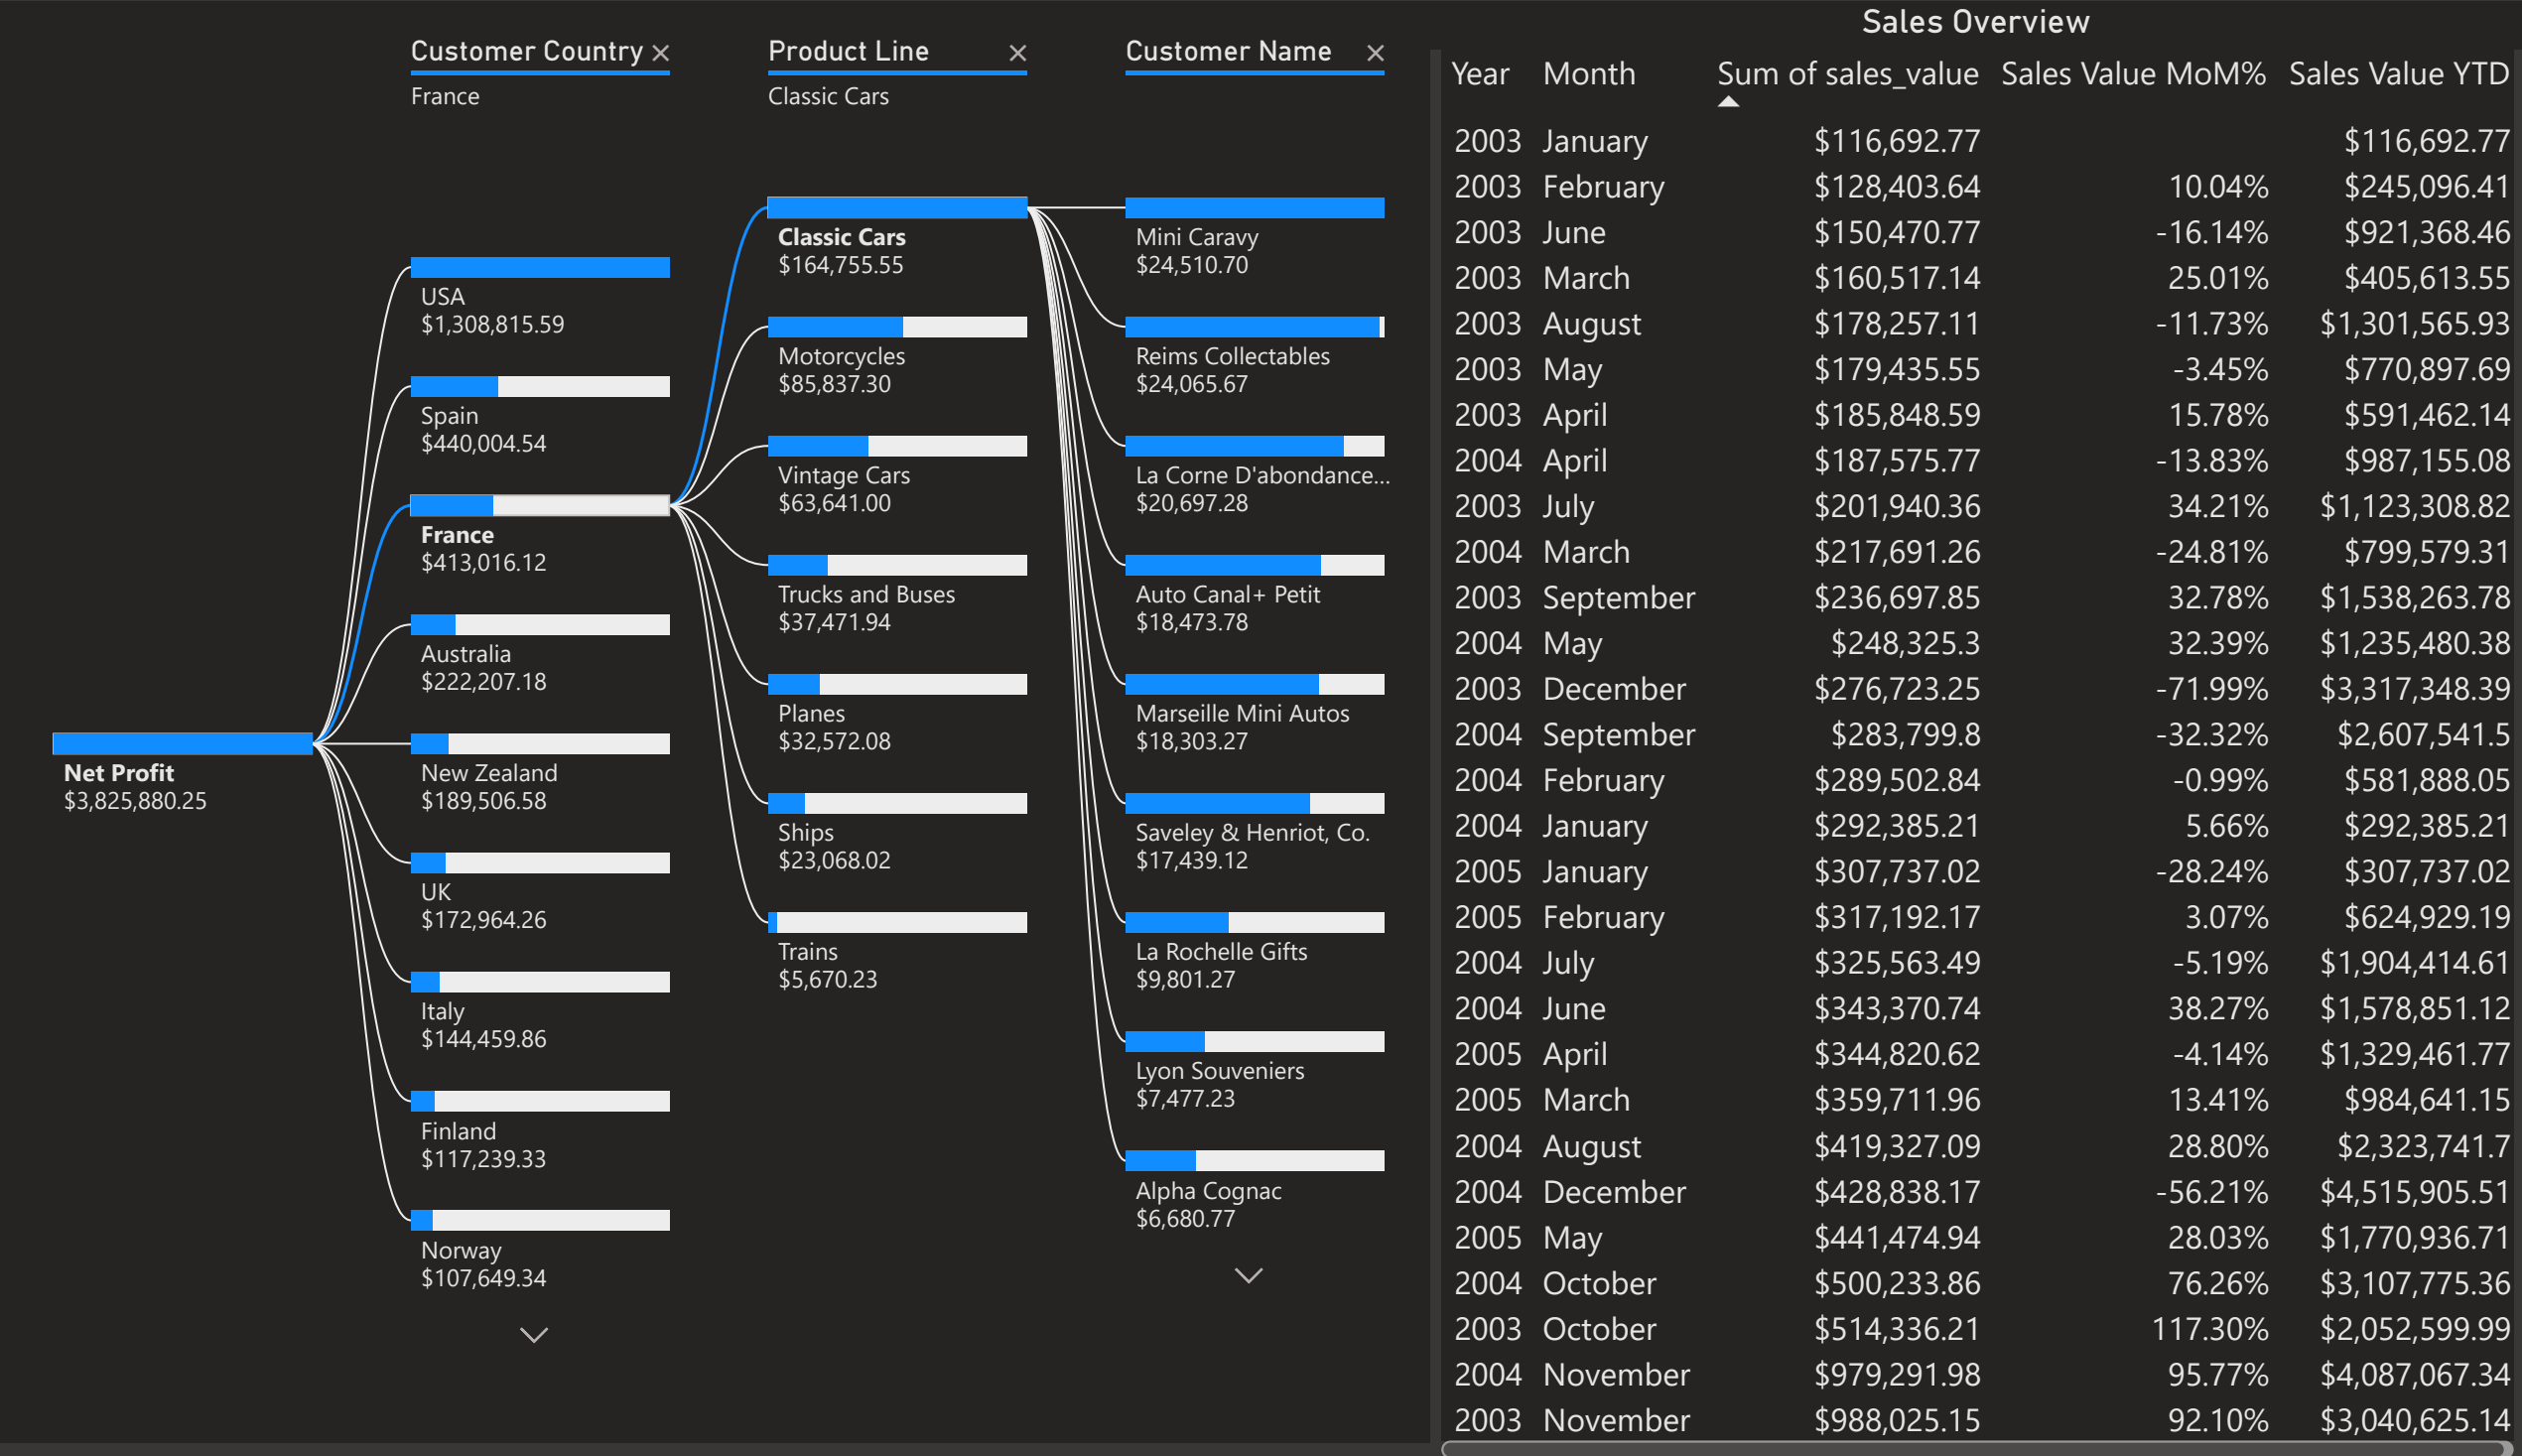 Customer Country
France
Product Line
Classic Cars
Customer Name
Net Profit
$3,825,880.25
USA
$1,308,815.59
Spain
$440,004.54
France
$413,016.12
Australia
$222,207.18
New Zealand
$189,506.58
UK
$172,964.26
Italy
$144,459.86
Finland
$117,239.33
Norway
$107,649.34
Classic Cars
$164,755.55
Motorcycles
$85,837.30
Vintage Cars
$63,641.00
Trucks and Buses
$37,471.94
Planes
$32,572.08
Ships
$23,068.02
Trains
$5,670.23
Mini Caravy
$24,510.70
Reims Collectables
$24,065.67
La Corne D'abondance...
$20,697.28
Auto Canal+ Petit
$18,473.78
Marseille Mini Autos
$18,303.27
Saveley & Henriot, Co.
$17,439.12
La Rochelle Gifts
$9,801.27
Lyon Souveniers
$7,477.23
Alpha Cognac
$6,680.77
Sales Overview
Year Month Sum of sales_value Sales Value MoM% Sales Value YTD
2003 January $116,692.77 $116,692.77
2003 February $128,403.64 10.04% $245,096.41
2003 June $150,470.77 -16.14% $921,368.46
2003 March $160,517.14 25.01% $405,613.55
2003 August $178,257.11 -11.73% $1,301,565.93
2003 May $179,435.55 -3.45% $770,897.69
2003 April $185,848.59 15.78% $591,462.14
2004 April $187,575.77 -13.83% $987,155.08
2003 July $201,940.36 34.21% $1,123,308.82
2004 March $217,691.26 -24.81% $799,579.31
2003 September $236,697.85 32.78% $1,538,263.78
2004 May $248,325.3 32.39% $1,235,480.38
2003 December $276,723.25 -71.99% $3,317,348.39
2004 September $283,799.8 -32.32% $2,607,541.5
2004 February $289,502.84 -0.99% $581,888.05
2004 January $292,385.21 5.66% $292,385.21
2005 January $307,737.02 -28.24% $307,737.02
2005 February $317,192.17 3.07% $624,929.19
2004 July $325,563.49 -5.19% $1,904,414.61
2004 June $343,370.74 38.27% $1,578,851.12
2005 April $344,820.62 -4.14% $1,329,461.77
2005 March $359,711.96 13.41% $984,641.15
2004 August $419,327.09 28.80% $2,323,741.7
2004 December $428,838.17 -56.21% $4,515,905.51
2005 May $441,474.94 28.03% $1,770,936.71
2004 October $500,233.86 76.26% $3,107,775.36
2003 October $514,336.21 117.30% $2,052,599.99
2004 November $979,291.98 95.77% $4,087,067.34
2003 November $988,025.15 92.10% $3,040,625.14